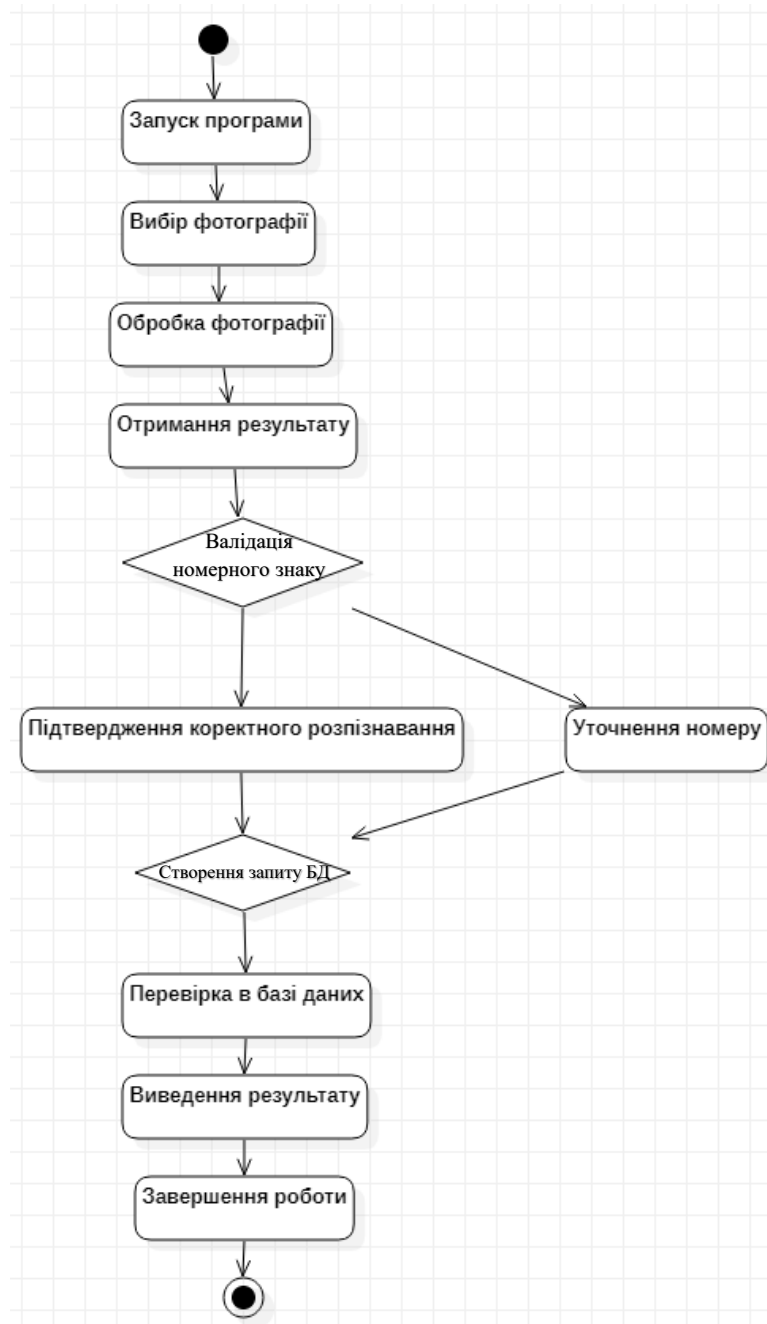 Запуск програми
Вибір фотографії
Обробка фотографії
Отримання результату
Валідація
номерного знаку
Підтвердження коректного розпізнавання
Уточнення номеру
Створення запиту БД
Перевірка в базі даних
Виведення результату
Завершення роботи